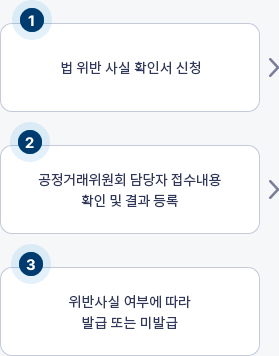 1
법 위반 사실 확인서 신청
2
공정거래위원회 담당자 접수내용
확인 및 결과 등록
3
위반사실 여부에 따라
발급 또는 미발급